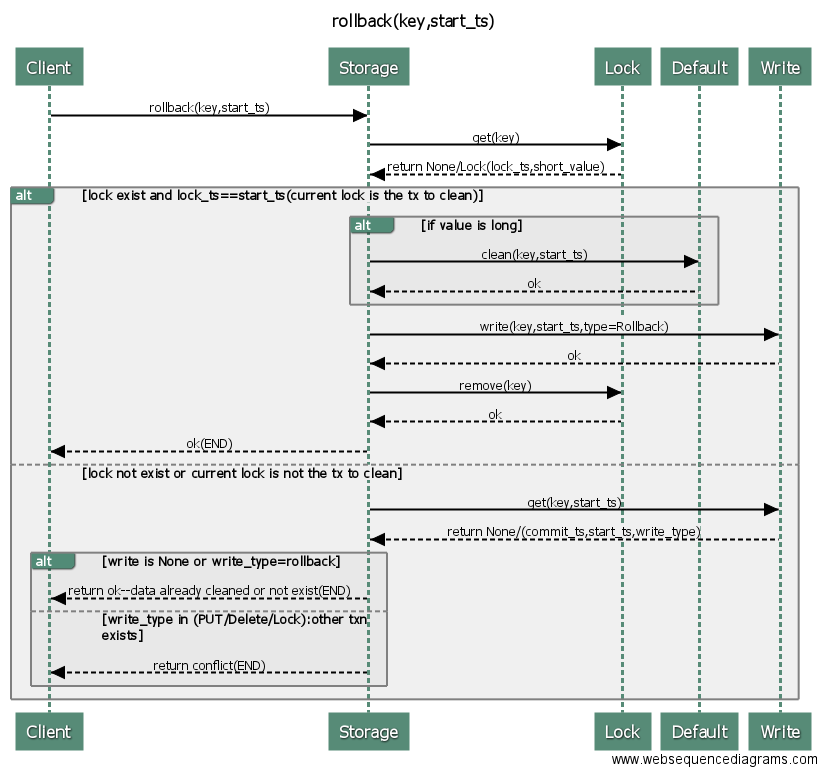 rollback(key,start_ts)
Client
Storage
Lock
Default
Write
rollback(key,start_ts)
get(key)
return None/Lock(lock_ts,short_value)
alt
[lock exist and lock_ts==start_ts(current lock is the tx to clean)]
alt
[if value is long]
clean(key,start_ts)
ok
write(key,start_ts,type=Rollback)
ok
remove(key)
ok
ok(END)
[lock not exist or current lock is not the tx to clean]
get(key,start_ts)
return None/(commit_ts,start_ts,write_type)
alt
[write is None or write_type=rollback]
return ok--data already cleaned or not exist(END)
[write_type in (PUT/Delete/Lock):other txn
exists]
return conflict(END)
Client
Storage
Lock
Default
Write
www.websequencediagrams.com